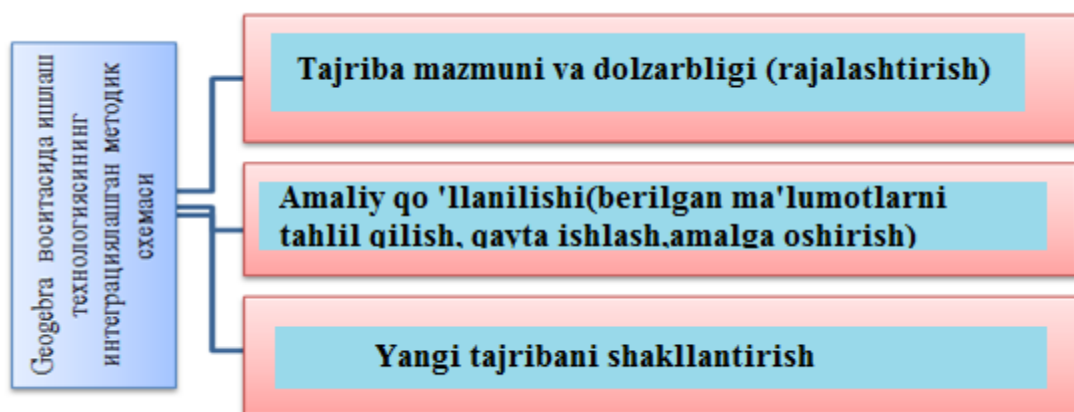 Geogebra воситасида ишлаш
технологиясининг
интеграциялашган методик
схемаси
Tajriba mazmuni va dolzarbligi (rajalashtirish)
Amaliy qo 'llanilishi(berilgan ma'lumotlarni
tahlil qilish, qayta ishlash,amalga oshirish)
Yangi tajribani shakllantirish